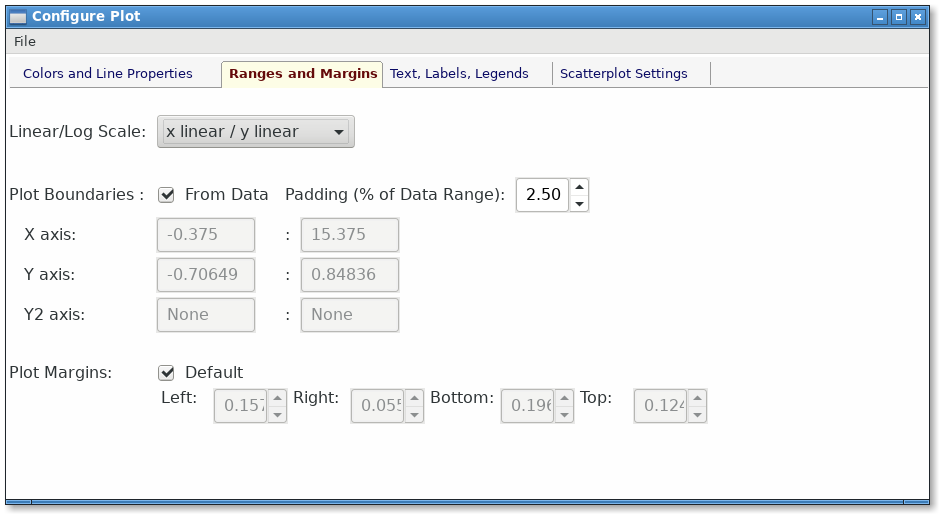 Configure Plot
File
Colors and Line Properties Ranges and Margins Text, Labels, Legends Scatterplot Settings
Linear/Log Scale: x linear / y linear
Plot Boundaries : From Data Padding (% of Data Range): 2.50
X axis: -0.375 : 15.375
Y axis: -0.70649 : 0.84836
Y2 axis: None : None
Plot Margins: Default
Left: 0.157 Right: 0.055 Bottom: 0.196 Top: 0.124